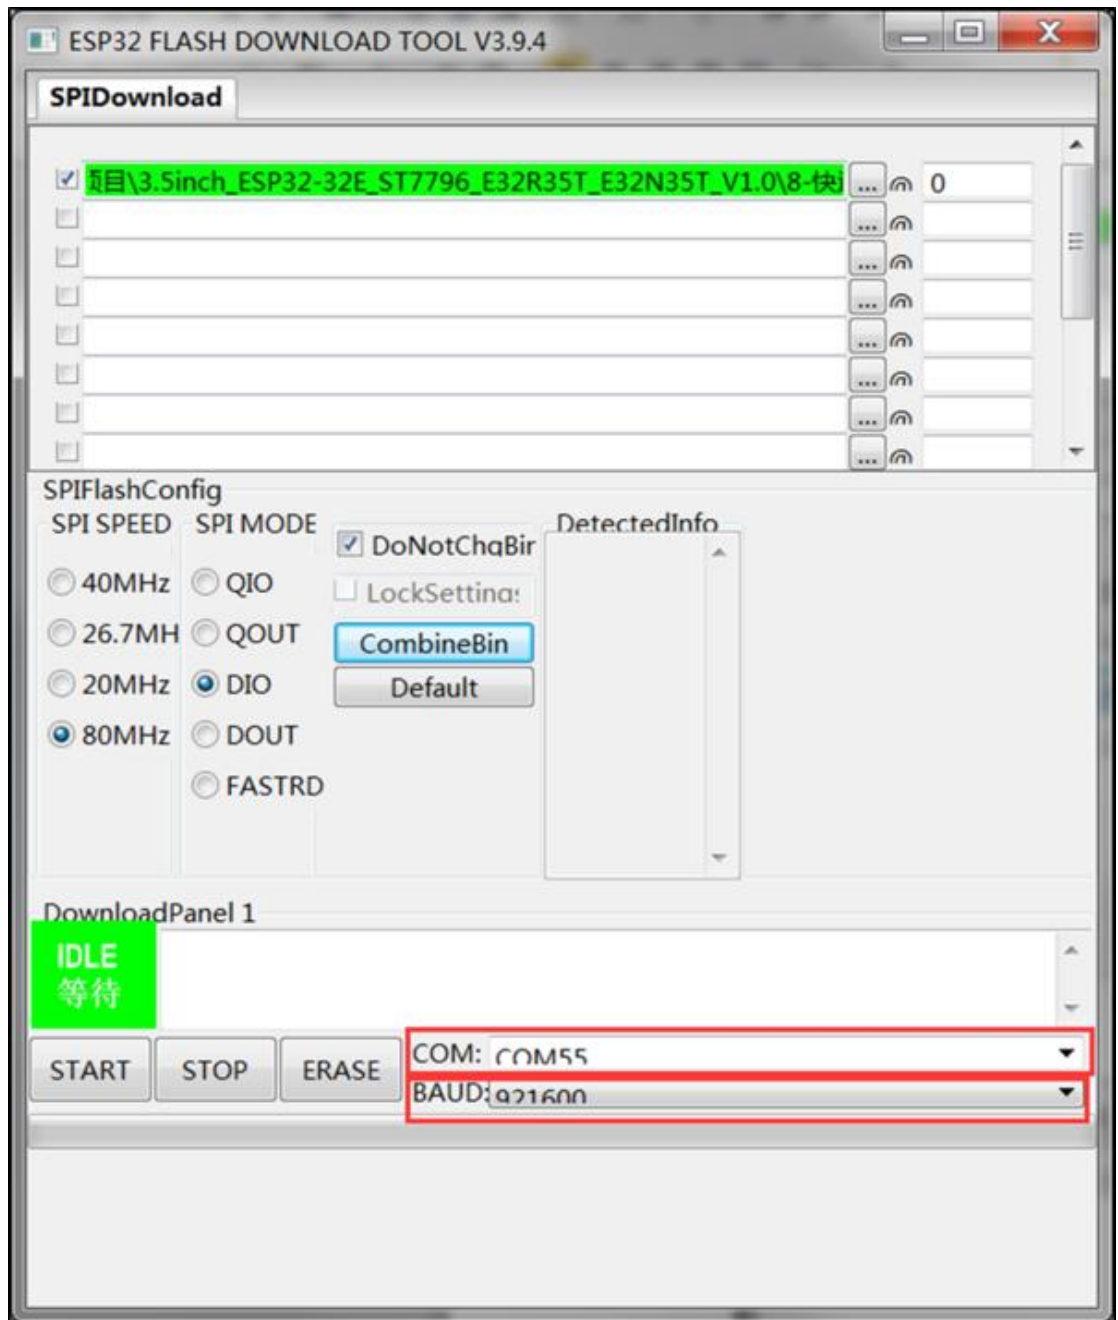 ESP32 FLASH DOWNLOAD TOOL V3.9.4
SPIDownload
项目\3.5inch_ESP32-32E_ST7796_E32R35T_E32N35T_V1.0\8-快 ... @ 0
... @
... @
... @
... @
... @
... @
... @
SPIFlashConfig
SPI SPEED SPI MODE DetectedInfo
DoNotChgBin
40MHz QIO LockSettings
26.7MH QOUT CombineBin
20MHz DIO Default
80MHz DOUT
FASTRD
DownloadPanel 1
IDLE
等待
START STOP ERASE COM: COM55
BAUD: 921600